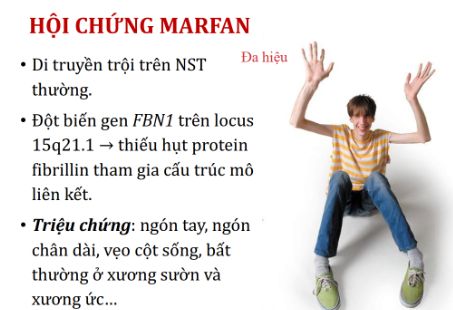 HỘI CHỨNG MARFAN
Đa hiệu
• Di truyền trội trên NST
thường.
• Đột biến gen FBN1 trên locus
15q21.1 → thiếu hụt protein
fibrillin tham gia cấu trúc mô
liên kết.
• Triệu chứng: ngón tay, ngón
chân dài, vẹo cột sống, bất
thường ở xương sườn và
xương ức...